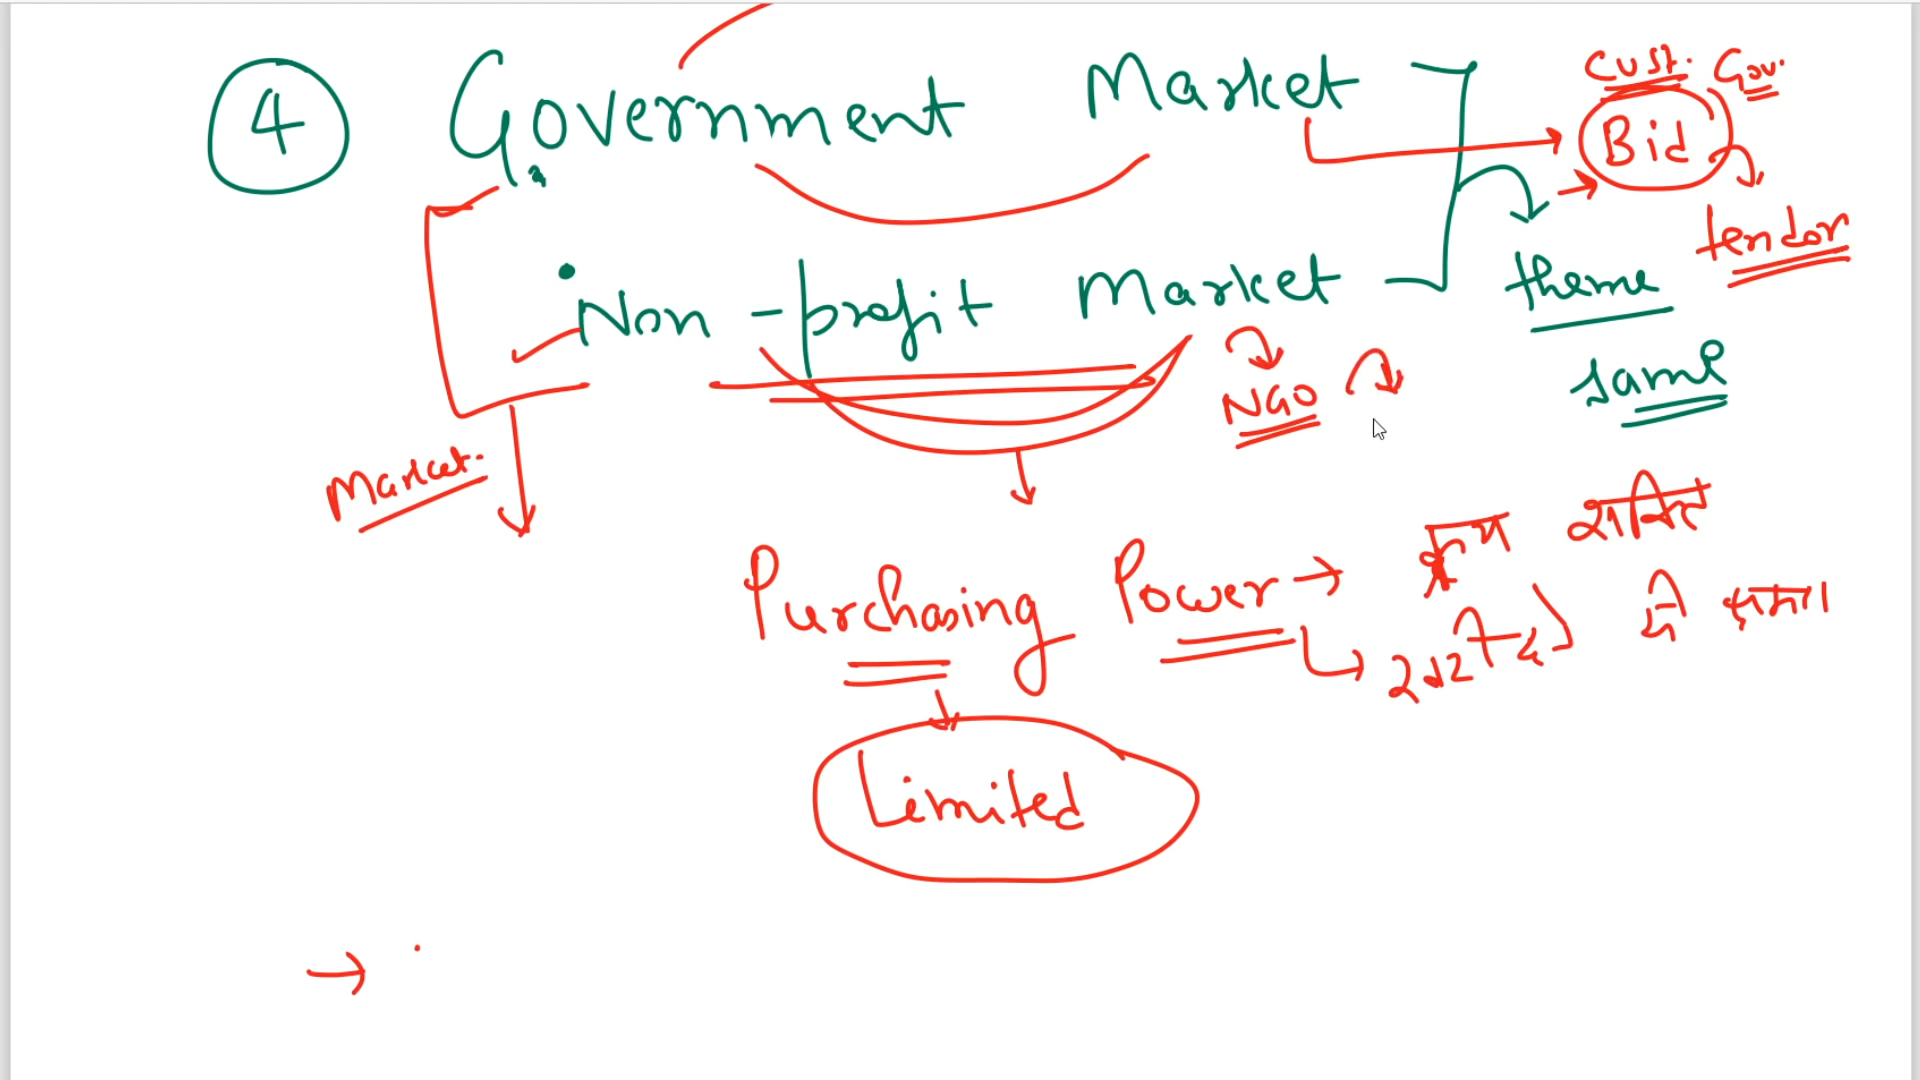 4 Government Market
Cust. Gov.
Bid
tendor
Non-profit Market
theme
same
NGO
Market.
Purchasing Power → क्रय शक्ति
खरीदने की क्षमता
Limited
→